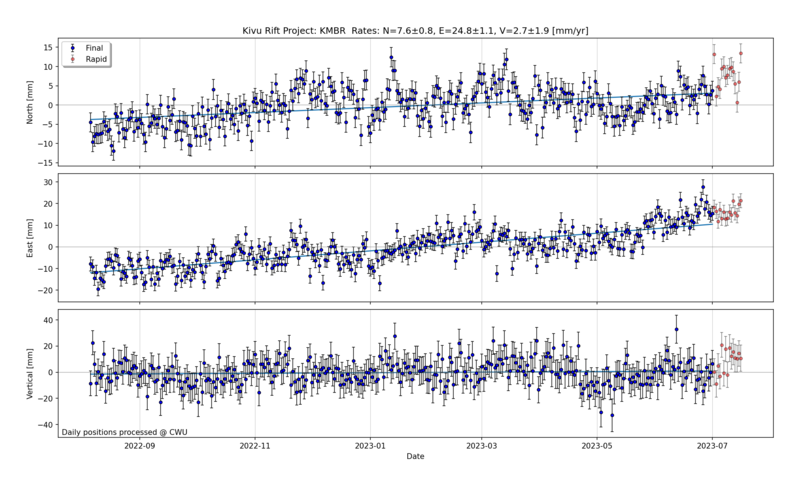 Kivu Rift Project: KMBR  Rates: N=7.6±0.8, E=24.8±1.1, V=2.7±1.9 [mm/yr]
Final
Rapid
North [mm]
15
10
5
0
−5
−10
−15
East [mm]
30
20
10
0
−10
−20
Vertical [mm]
40
20
0
−20
−40
Daily positions processed @ CWU
2022-09 2022-11 2023-01 2023-03 2023-05 2023-07
Date